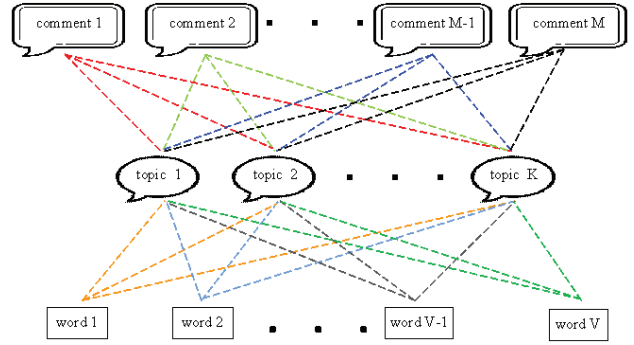 comment 1
comment 2
comment M-1
comment M
topic 1
topic 2
topic K
word 1
word 2
word V-1
word V